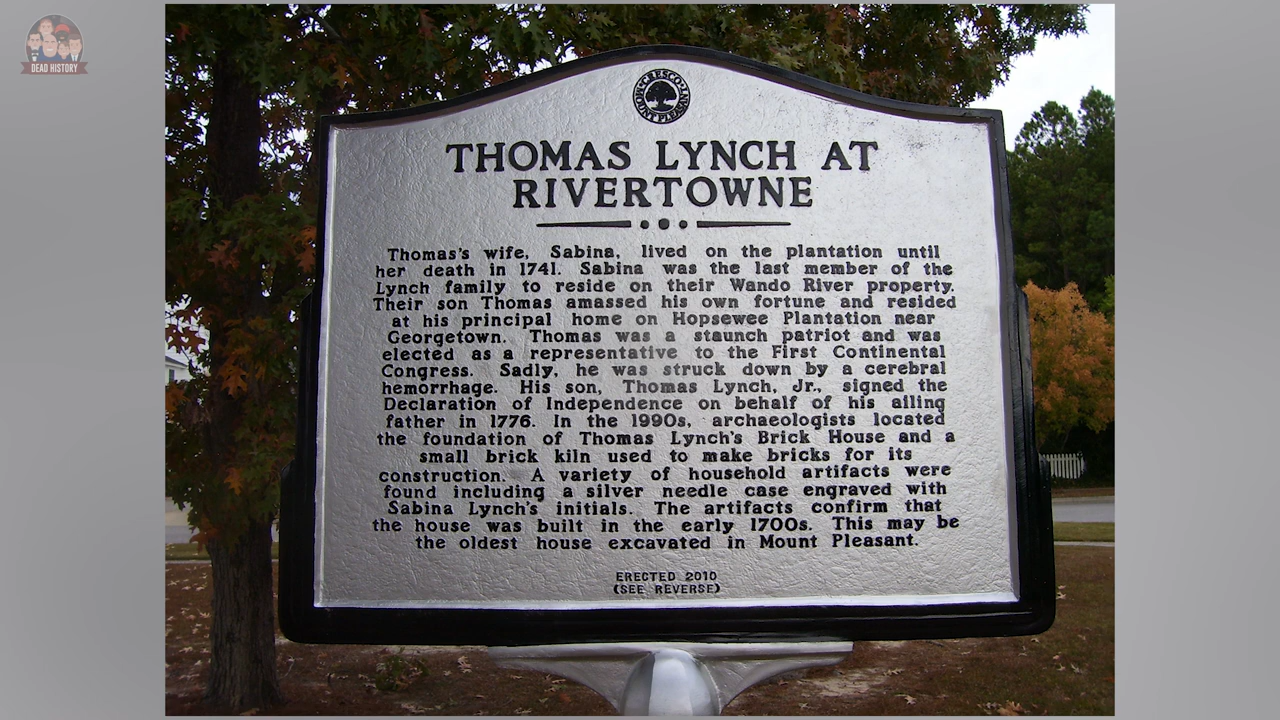 DEAD HISTORY
CRESCO
MOUNT PLEASANT
THOMAS LYNCH AT
RIVERTOWNE
Thomas's wife, Sabina, lived on the plantation until
her death in 1741. Sabina was the last member of the
Lynch family to reside on their Wando River property.
Their son Thomas amassed his own fortune and resided
at his principal home on Hopsewee Plantation near
Georgetown. Thomas was a staunch patriot and was
elected as a representative to the First Continental
Congress. Sadly, he was struck down by a cerebral
hemorrhage. His son, Thomas Lynch, Jr., signed the
Declaration of Independence on behalf of his ailing
father in 1776. In the 1990s, archaeologists located
the foundation of Thomas Lynch's Brick House and a
small brick kiln used to make bricks for its
construction. A variety of household artifacts were
found including a silver needle case engraved with
Sabina Lynch's initials. The artifacts confirm that
the house was built in the early 1700s. This may be
the oldest house excavated in Mount Pleasant.
ERECTED 2010
(SEE REVERSE)